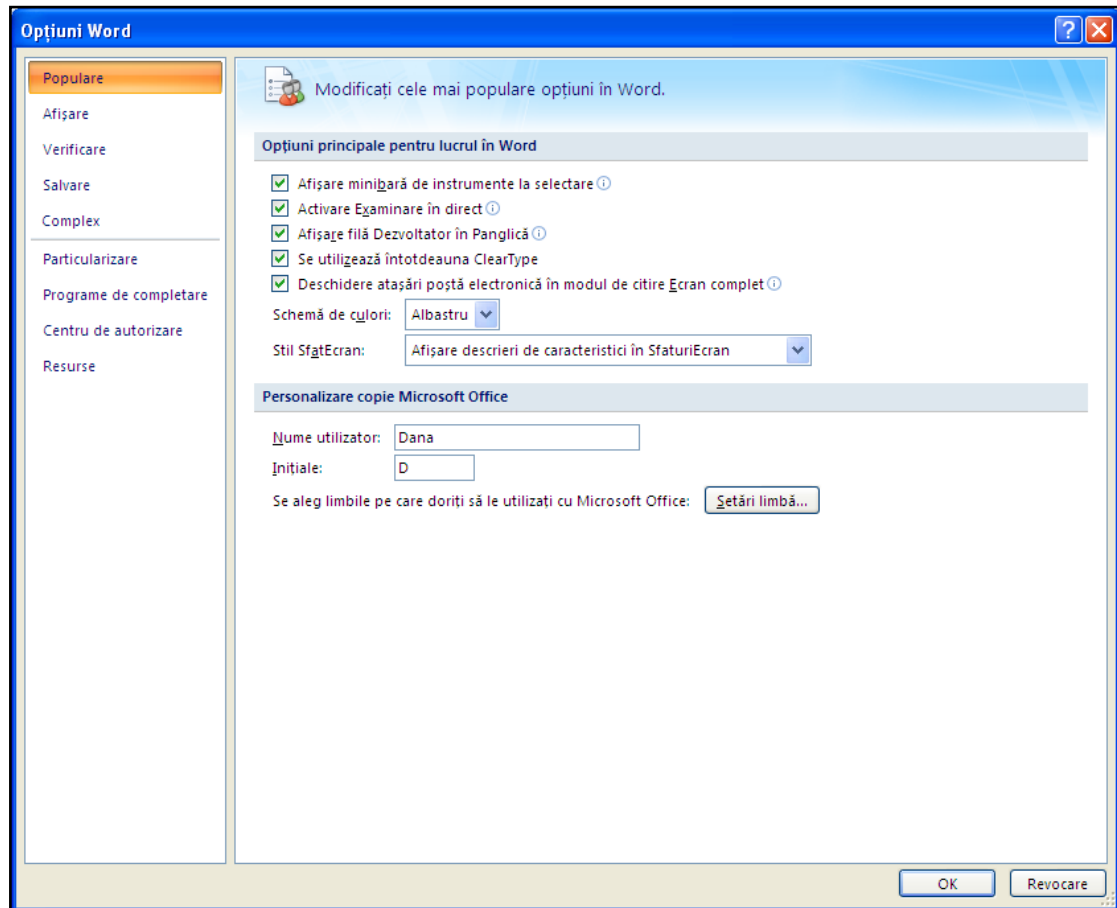 Opțiuni Word
Populare
Afișare
Verificare
Salvare
Complex
Particularizare
Programe de completare
Centru de autorizare
Resurse
Modificați cele mai populare opțiuni în Word.
Opțiuni principale pentru lucrul în Word
Afișare minibară de instrumente la selectare
Activare Examinare în direct
Afișare filă Dezvoltator în Panglică
Se utilizează întotdeauna ClearType
Deschidere atașări poștă electronică în modul de citire Ecran complet
Schemă de culori: Albastru
Stil SfatEcran: Afișare descrieri de caracteristici în SfaturiEcran
Personalizare copie Microsoft Office
Nume utilizator: Dana
Inițiale: D
Se aleg limbile pe care doriți să le utilizați cu Microsoft Office: Setări limbă...
OK Revocare